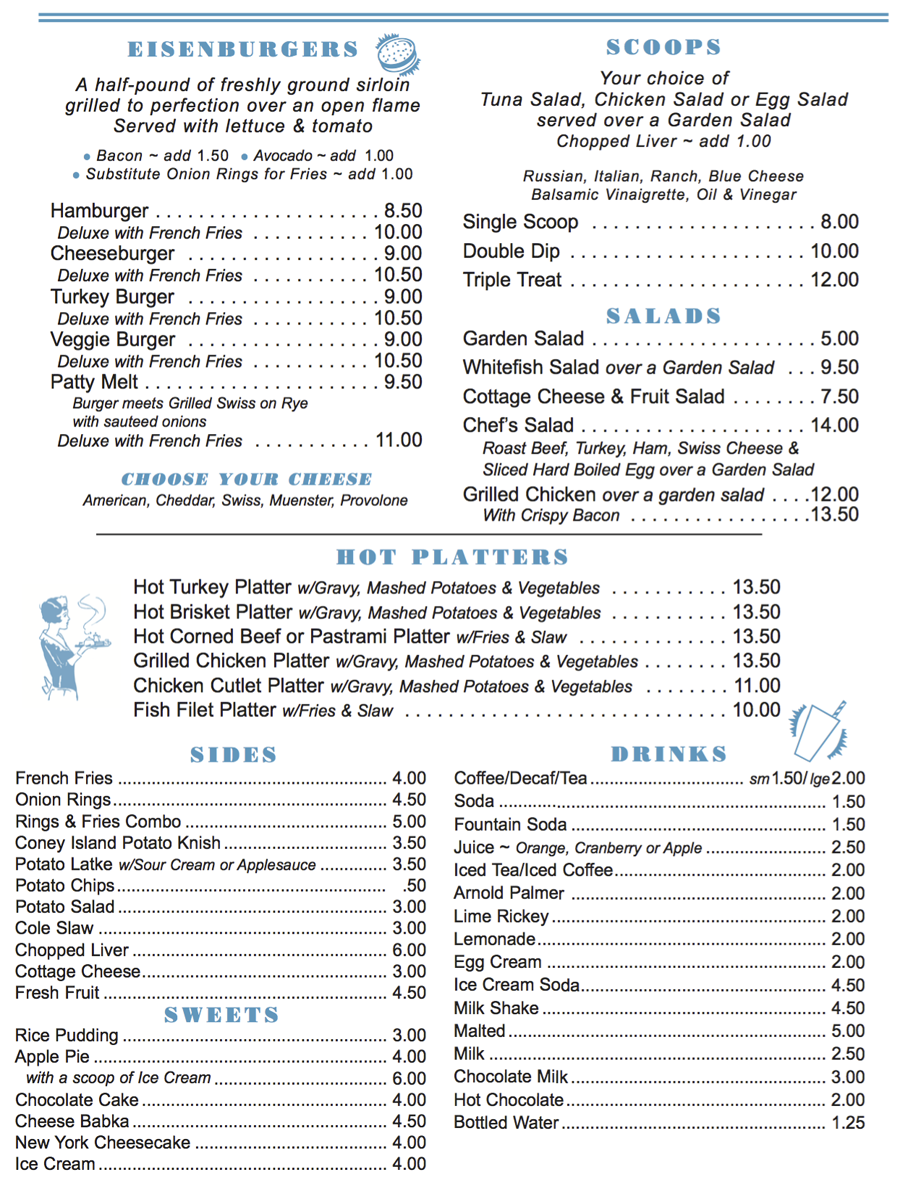 EISENBURGERS
A half-pound of freshly ground sirloin
grilled to perfection over an open flame
Served with lettuce & tomato
• Bacon ~ add 1.50 • Avocado ~ add 1.00
• Substitute Onion Rings for Fries ~ add 1.00
Hamburger . . . . . . . . . . . . . . . . . . . . . 8.50
Deluxe with French Fries . . . . . . . . . . . 10.00
Cheeseburger . . . . . . . . . . . . . . . . . . 9.00
Deluxe with French Fries . . . . . . . . . . . 10.50
Turkey Burger . . . . . . . . . . . . . . . . . . 9.00
Deluxe with French Fries . . . . . . . . . . . 10.50
Veggie Burger . . . . . . . . . . . . . . . . . . 9.00
Deluxe with French Fries . . . . . . . . . . . 10.50
Patty Melt . . . . . . . . . . . . . . . . . . . . . . 9.50
Burger meets Grilled Swiss on Rye
with sauteed onions
Deluxe with French Fries . . . . . . . . . . . 11.00
CHOOSE YOUR CHEESE
American, Cheddar, Swiss, Muenster, Provolone
SCOOPS
Your choice of
Tuna Salad, Chicken Salad or Egg Salad
served over a Garden Salad
Chopped Liver ~ add 1.00
Russian, Italian, Ranch, Blue Cheese
Balsamic Vinaigrette, Oil & Vinegar
Single Scoop . . . . . . . . . . . . . . . . . . . . . 8.00
Double Dip . . . . . . . . . . . . . . . . . . . . . . 10.00
Triple Treat . . . . . . . . . . . . . . . . . . . . . . 12.00
SALADS
Garden Salad . . . . . . . . . . . . . . . . . . . . . 5.00
Whitefish Salad over a Garden Salad . . . 9.50
Cottage Cheese & Fruit Salad . . . . . . . . 7.50
Chef's Salad . . . . . . . . . . . . . . . . . . . . . 14.00
Roast Beef, Turkey, Ham, Swiss Cheese &
Sliced Hard Boiled Egg over a Garden Salad
Grilled Chicken over a garden salad . . . .12.00
With Crispy Bacon . . . . . . . . . . . . . . . . .13.50
HOT PLATTERS
Hot Turkey Platter w/Gravy, Mashed Potatoes & Vegetables . . . . . . . . . . . 13.50
Hot Brisket Platter w/Gravy, Mashed Potatoes & Vegetables . . . . . . . . . . . 13.50
Hot Corned Beef or Pastrami Platter w/Fries & Slaw . . . . . . . . . . . . . . 13.50
Grilled Chicken Platter w/Gravy, Mashed Potatoes & Vegetables . . . . . . . . 13.50
Chicken Cutlet Platter w/Gravy, Mashed Potatoes & Vegetables . . . . . . . . 11.00
Fish Filet Platter w/Fries & Slaw . . . . . . . . . . . . . . . . . . . . . . . . . . . . . . 10.00
SIDES
French Fries ........................................................ 4.00
Onion Rings......................................................... 4.50
Rings & Fries Combo .......................................... 5.00
Coney Island Potato Knish .................................. 3.50
Potato Latke w/Sour Cream or Applesauce .............. 3.50
Potato Chips........................................................ .50
Potato Salad ........................................................ 3.00
Cole Slaw ............................................................ 3.00
Chopped Liver ..................................................... 6.00
Cottage Cheese................................................... 3.00
Fresh Fruit ........................................................... 4.50
SWEETS
Rice Pudding ....................................................... 3.00
Apple Pie ............................................................. 4.00
with a scoop of Ice Cream .................................... 6.00
Chocolate Cake ................................................... 4.00
Cheese Babka ..................................................... 4.50
New York Cheesecake ........................................ 4.00
Ice Cream ............................................................ 4.00
DRINKS
Coffee/Decaf/Tea................................ sm 1.50/ lge 2.00
Soda .................................................................... 1.50
Fountain Soda ..................................................... 1.50
Juice ~ Orange, Cranberry or Apple ......................... 2.50
Iced Tea/Iced Coffee............................................ 2.00
Arnold Palmer ...................................................... 2.00
Lime Rickey ......................................................... 2.00
Lemonade............................................................ 2.00
Egg Cream .......................................................... 2.00
Ice Cream Soda................................................... 4.50
Milk Shake ........................................................... 4.50
Malted .................................................................. 5.00
Milk ...................................................................... 2.50
Chocolate Milk ..................................................... 3.00
Hot Chocolate...................................................... 2.00
Bottled Water ....................................................... 1.25